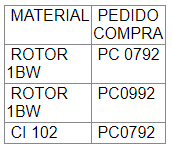 MATERIAL PEDIDO
COMPRA
ROTOR PC 0792
1BW
ROTOR PC0992
1BW
CI 102 PC0792